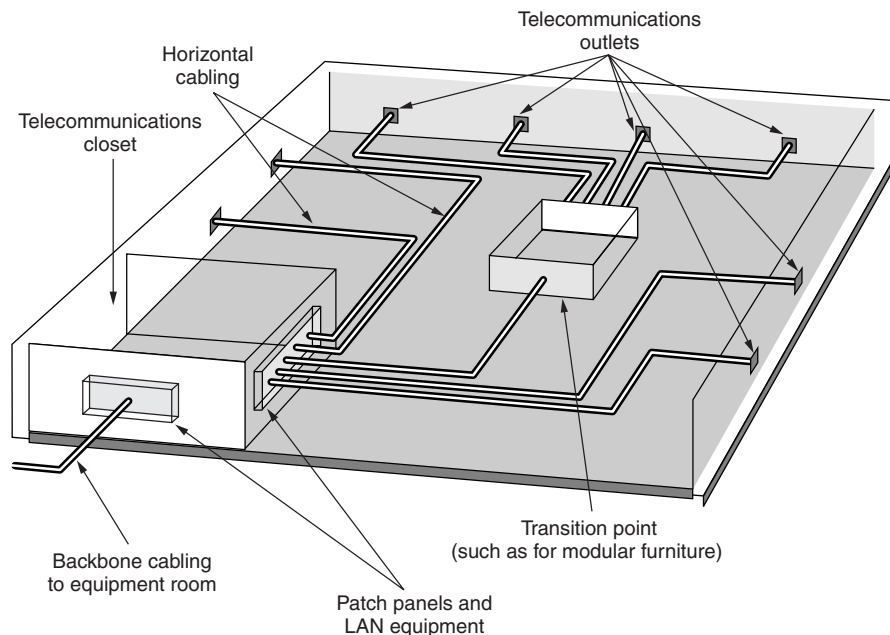 Telecommunications
outlets
Horizontal
cabling
Telecommunications
closet
Transition point
(such as for modular furniture)
Backbone cabling
to equipment room
Patch panels and
LAN equipment